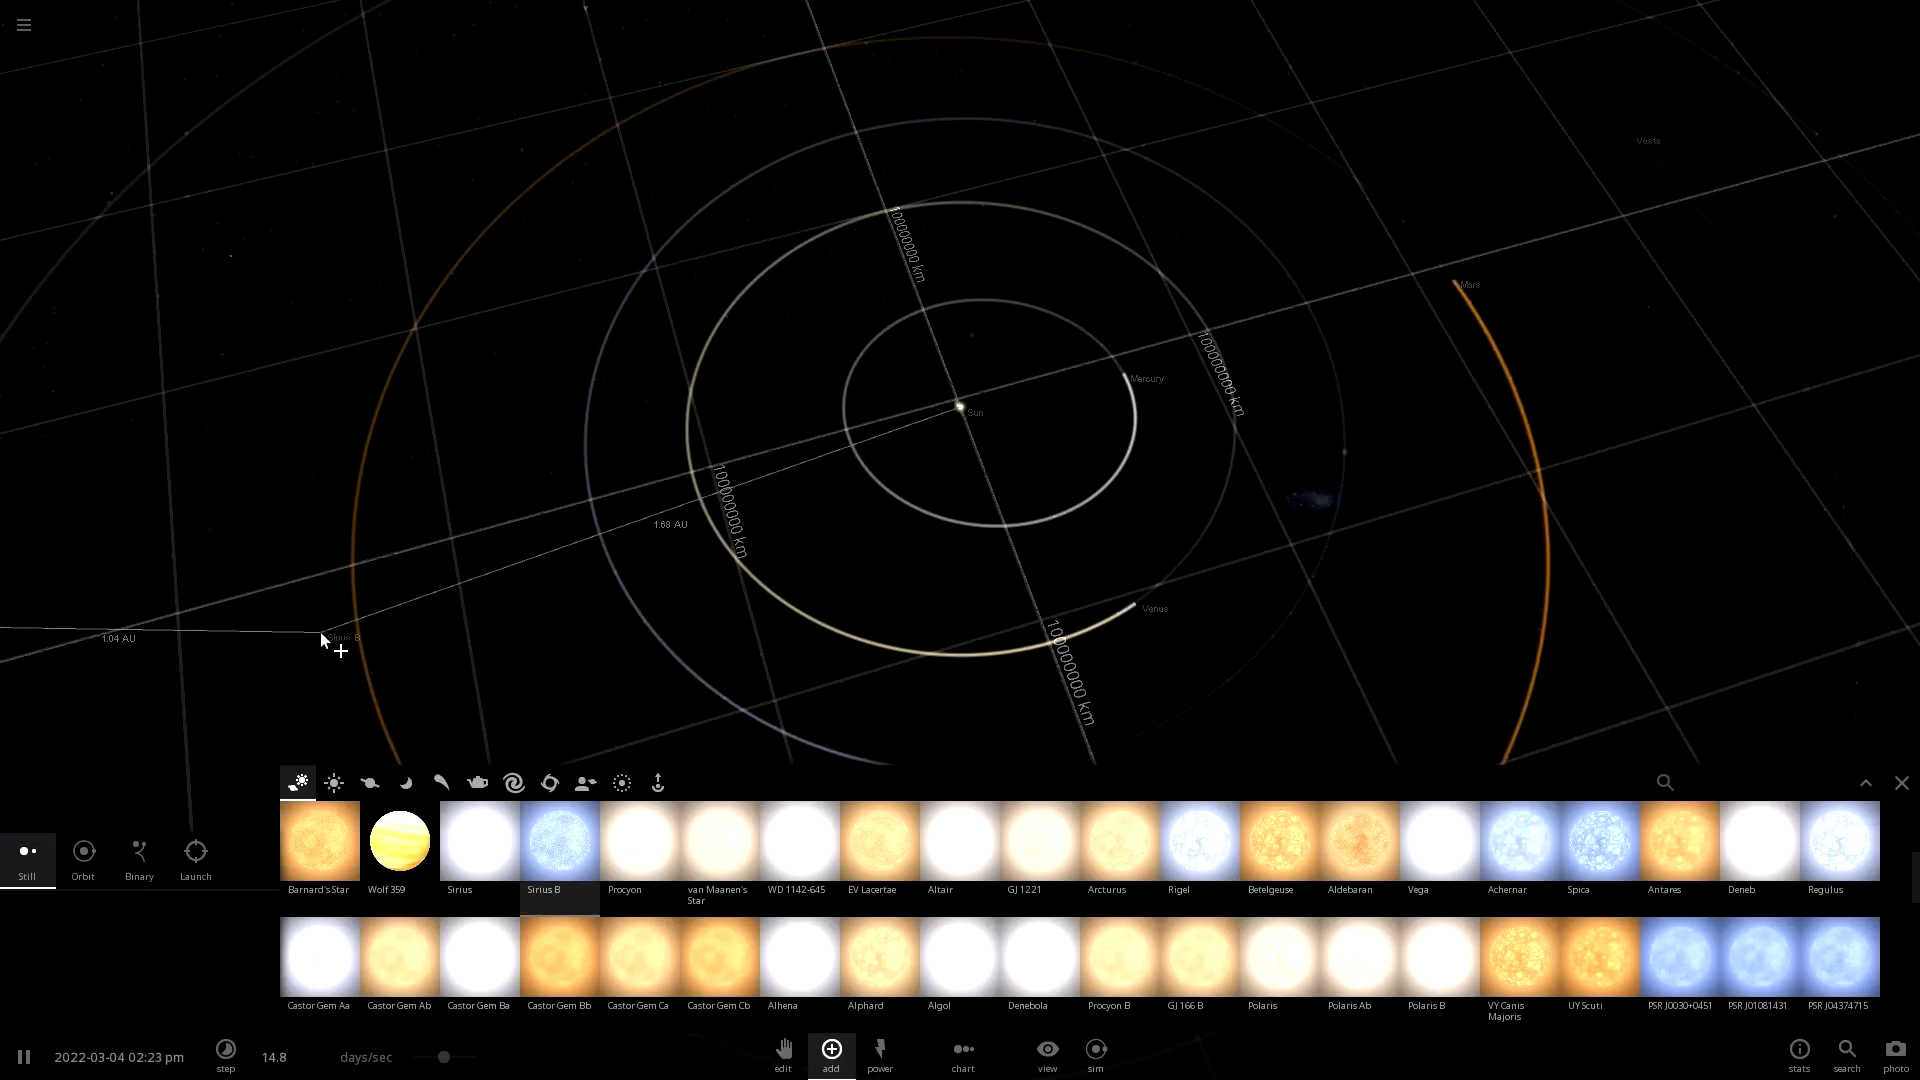 Vesta
10000000 km
Mars
10000000 km
Mercury
Sun
10000000 km
1.68 AU
Venus
10000000 km
Sirius B
1.04 AU
Still
Orbit
Binary
Launch
Barnard's Star
Wolf 359
Sirius
Sirius B
Procyon
van Maanen's
Star
WD 1142-645
EV Lacertae
Altair
GJ 1221
Arcturus
Rigel
Betelgeuse
Aldebaran
Vega
Achernar
Spica
Antares
Deneb
Regulus
Castor Gem Aa
Castor Gem Ab
Castor Gem Ba
Castor Gem Bb
Castor Gem Ca
Castor Gem Cb
Alhena
Alphard
Algol
Denebola
Procyon B
GJ 166 B
Polaris
Polaris Ab
Polaris B
VY Canis
Majoris
UY Scuti
PSR J0030+0451
PSR J01081431
PSR J04374715
2022-03-04 02:23 pm
step
14.8
days/sec
edit
add
power
chart
view
sim
stats
search
photo